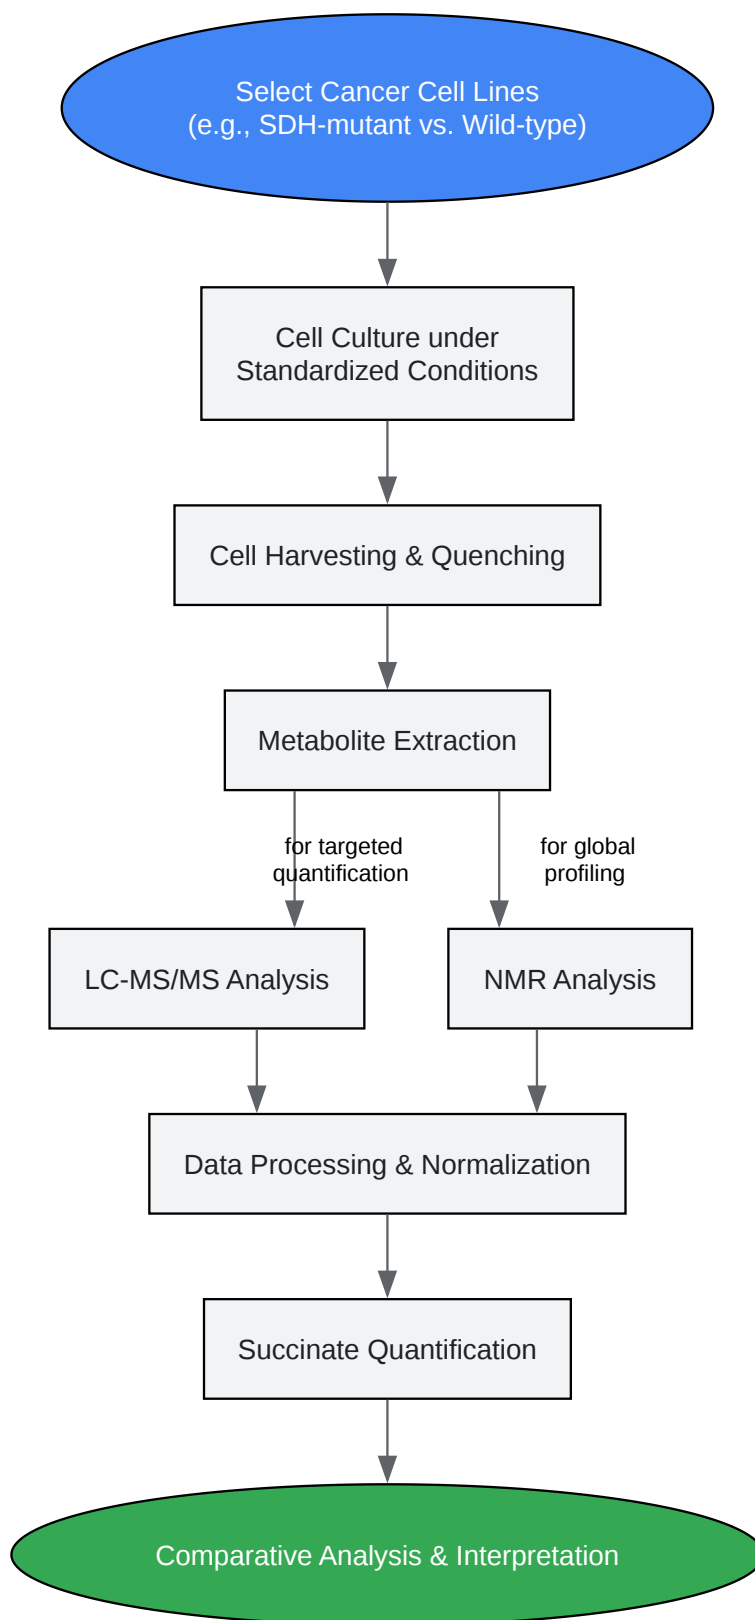 Select Cancer Cell Lines
(e.g., SDH-mutant vs. Wild-type)
Cell Culture under
Standardized Conditions
Cell Harvesting & Quenching
Metabolite Extraction
for targeted
quantification
for global
profiling
LC-MS/MS Analysis
NMR Analysis
Data Processing & Normalization
Succinate Quantification
Comparative Analysis & Interpretation